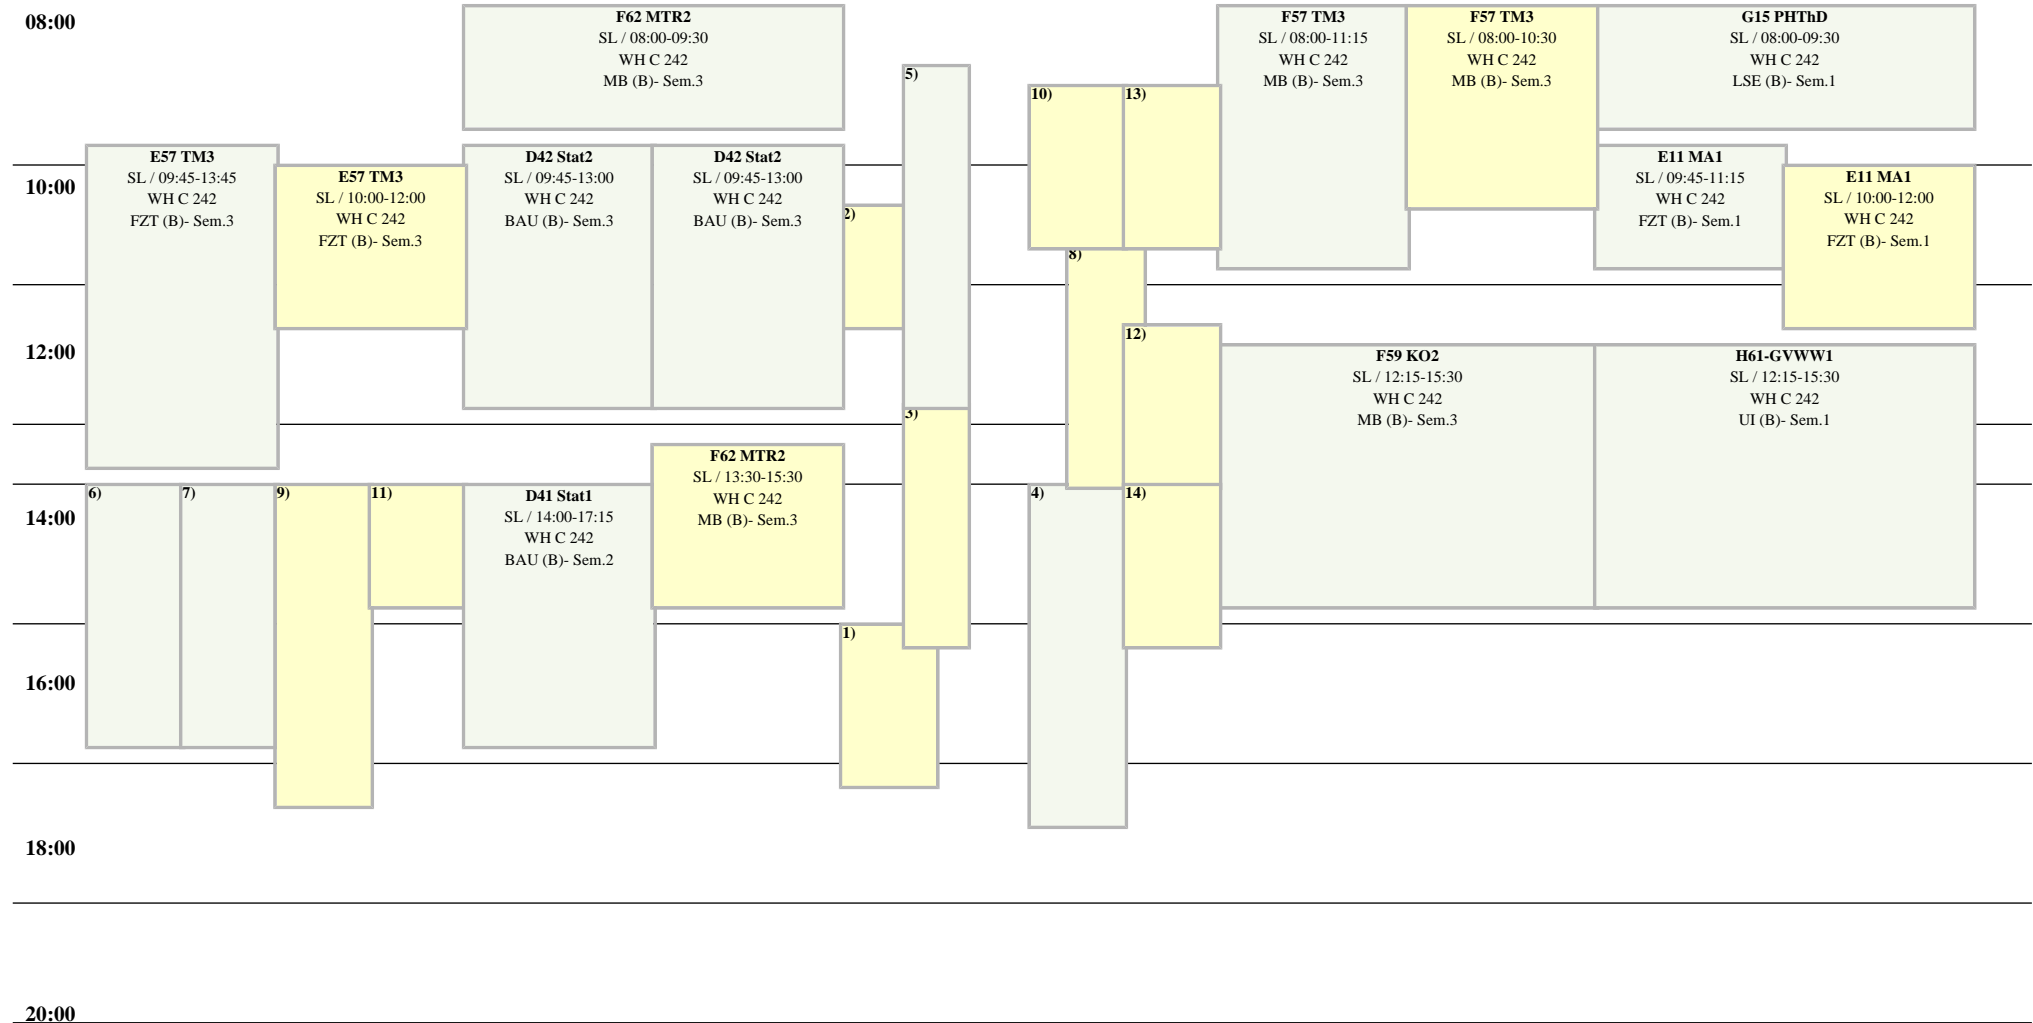 08:00
F62 MTR2
SL / 08:00-09:30
WH C 242
MB (B)- Sem.3
F57 TM3
SL / 08:00-11:15
WH C 242
MB (B)- Sem.3
F57 TM3
SL / 08:00-10:30
WH C 242
MB (B)- Sem.3
G15 PHThD
SL / 08:00-09:30
WH C 242
LSE (B)- Sem.1
5)
10)
13)
10:00
E57 TM3
SL / 09:45-13:45
WH C 242
FZT (B)- Sem.3
E57 TM3
SL / 10:00-12:00
WH C 242
FZT (B)- Sem.3
D42 Stat2
SL / 09:45-13:00
WH C 242
BAU (B)- Sem.3
D42 Stat2
SL / 09:45-13:00
WH C 242
BAU (B)- Sem.3
2)
E11 MA1
SL / 09:45-11:15
WH C 242
FZT (B)- Sem.1
E11 MA1
SL / 10:00-12:00
WH C 242
FZT (B)- Sem.1
8)
12:00
12)
F59 KO2
SL / 12:15-15:30
WH C 242
MB (B)- Sem.3
H61-GVWW1
SL / 12:15-15:30
WH C 242
UI (B)- Sem.1
3)
F62 MTR2
SL / 13:30-15:30
WH C 242
MB (B)- Sem.3
14:00
6)
7)
9)
11)
D41 Stat1
SL / 14:00-17:15
WH C 242
BAU (B)- Sem.2
4)
14)
1)
16:00
18:00
20:00